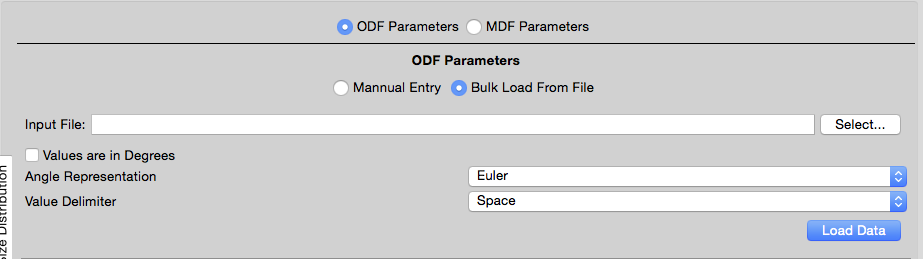 ODF Parameters MDF Parameters
ODF Parameters
Mannual Entry Bulk Load From File
Input File: Select...
Values are in Degrees
Angle Representation Euler
Value Delimiter Space
Load Data
Distribution